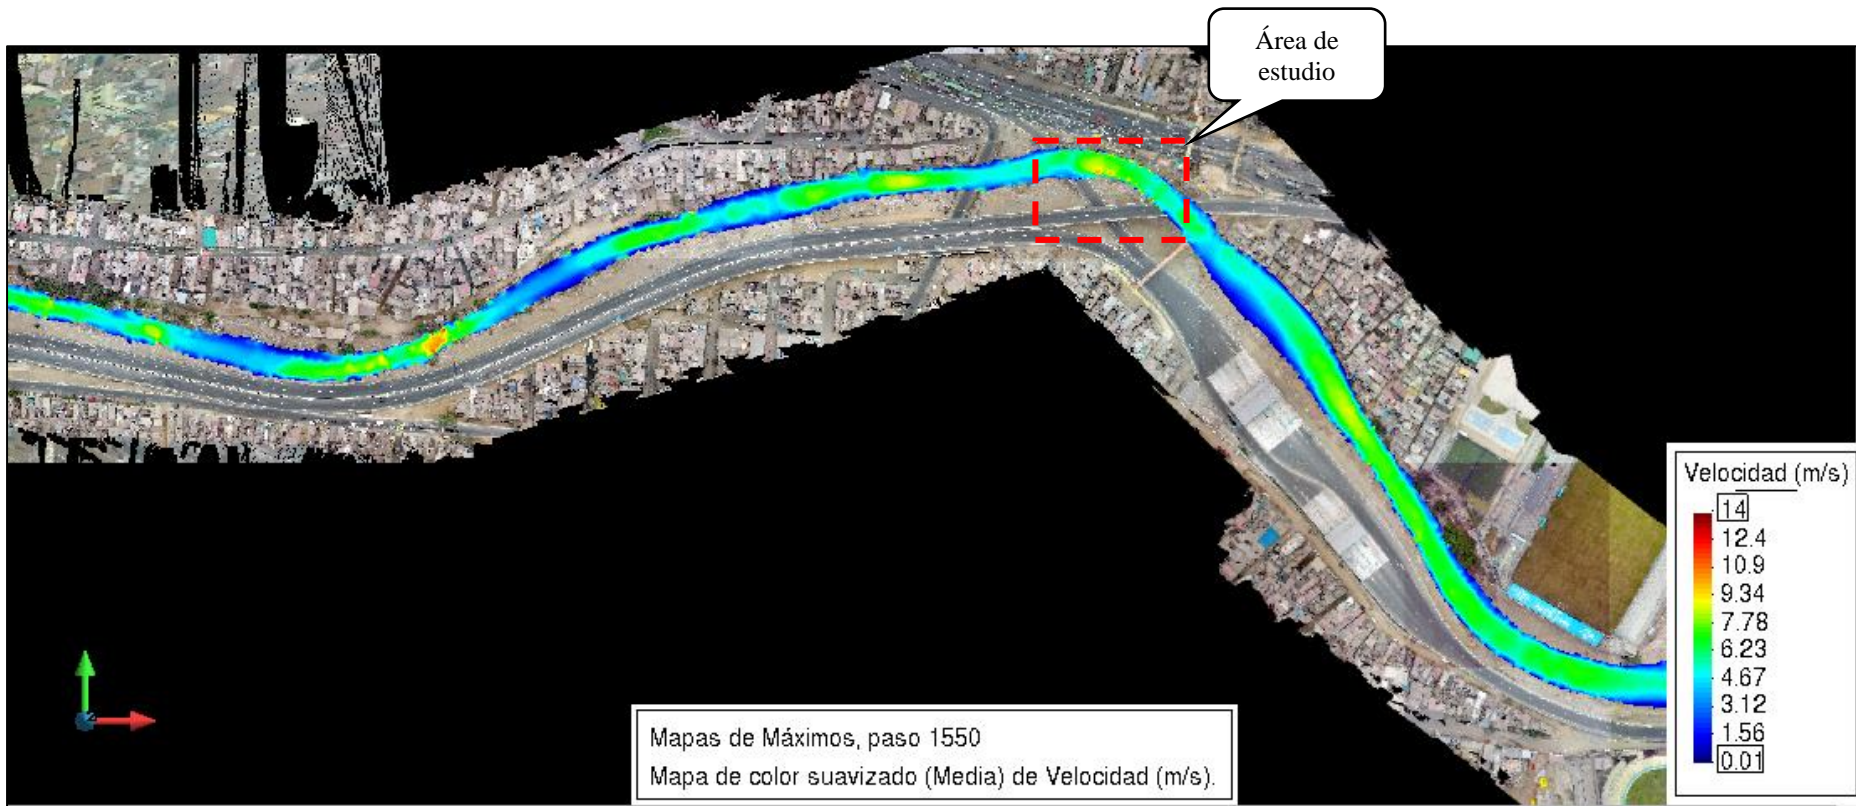 Área de
estudio
Velocidad (m/s)
14
12.4
10.9
9.34
7.78
6.23
4.67
3.12
1.56
0.01
Mapas de Máximos, paso 1550
Mapa de color suavizado (Media) de Velocidad (m/s).